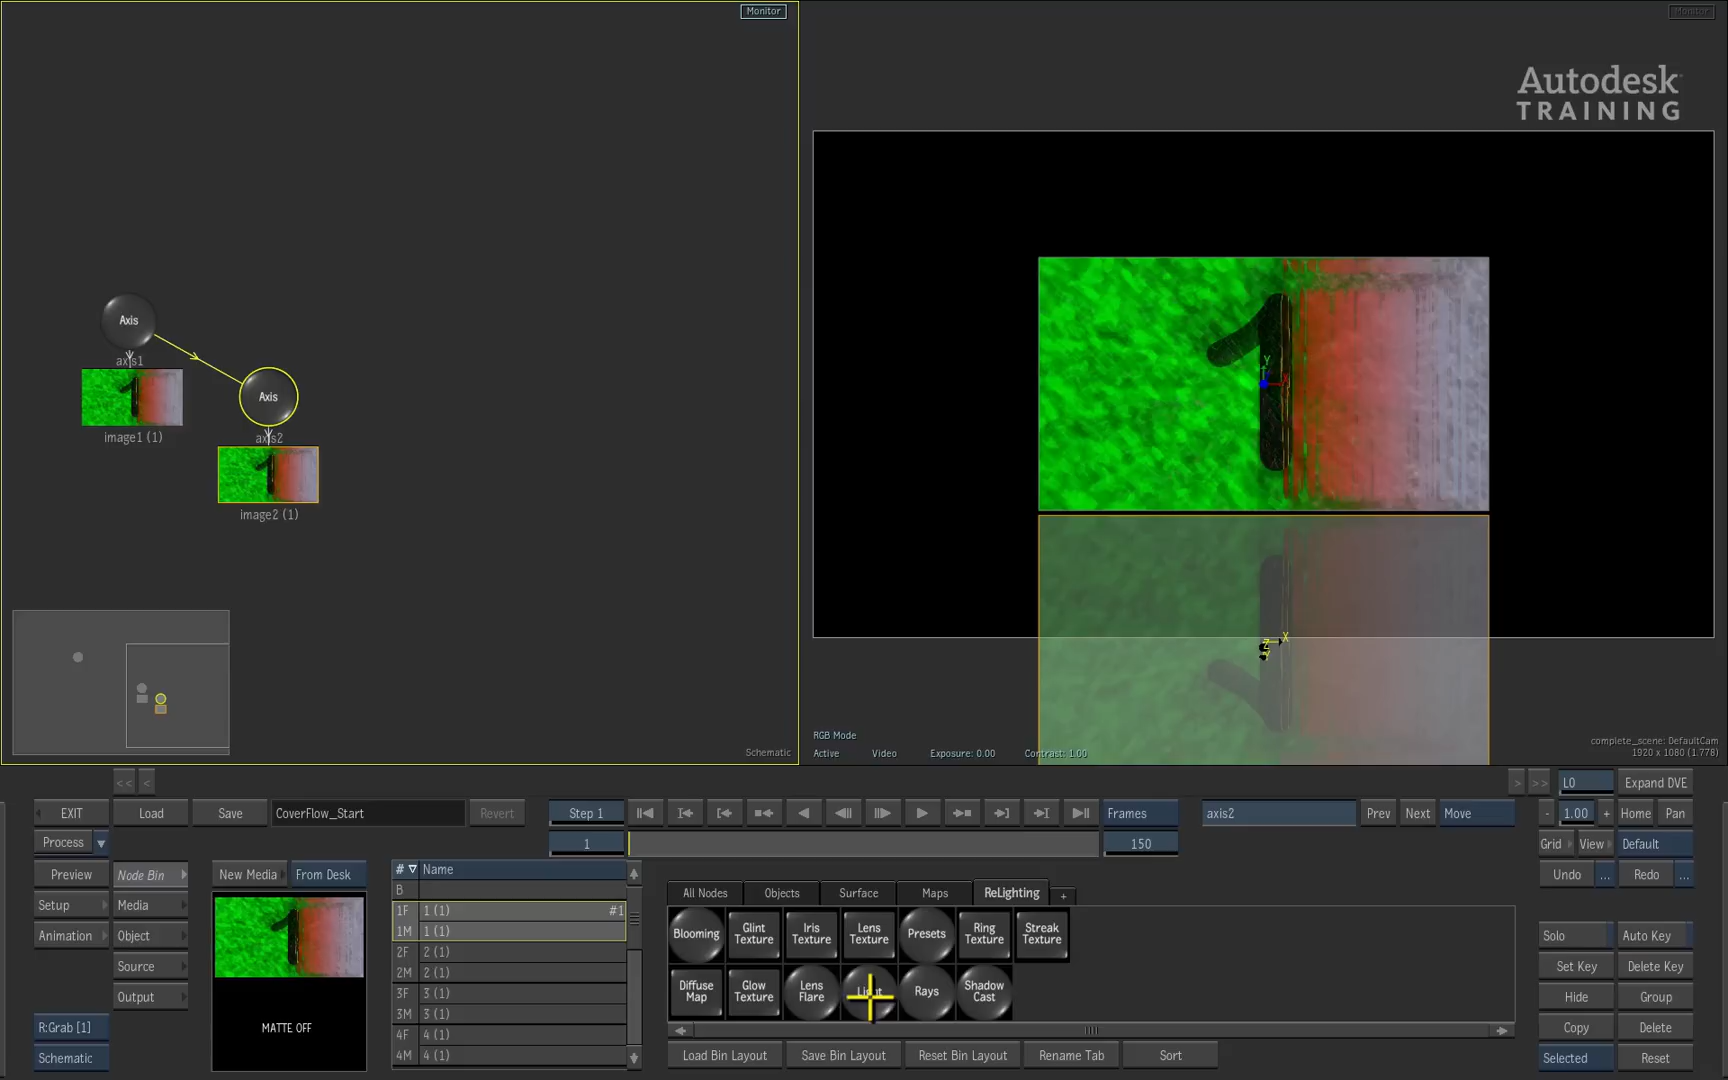 Monitor
Monitor
Autodesk
TRAINING
Axis
axis1
image1 (1)
Axis
axis2
image2 (1)
Y
X
Z
Y
Schematic
RGB Mode
Active Video Exposure: 0.00 Contrast: 1.00
complete_scene: DefaultCam
1920 x 1080 (1.778)
<< <
> >> L0 Expand DVE
EXIT Load Save CoverFlow_Start Revert Step 1 Frames axis2 Prev Next Move - 1.00 + Home Pan
Process 1 150 Grid View Default
Preview Node Bin New Media From Desk # Name Undo ... Redo ...
Setup Media
Animation Object
Source
Output
R:Grab [1]
Schematic
MATTE OFF
B
1F 1 (1) #1
1M 1 (1)
2F 2 (1)
2M 2 (1)
3F 3 (1)
3M 3 (1)
4F 4 (1)
4M 4 (1)
All Nodes Objects Surface Maps ReLighting +
Blooming Glint Texture Iris Texture Lens Texture Presets Ring Texture Streak Texture
Diffuse Map Glow Texture Lens Flare Light Rays Shadow Cast
Load Bin Layout Save Bin Layout Reset Bin Layout Rename Tab Sort
Solo Auto Key
Set Key Delete Key
Hide Group
Copy Delete
Selected Reset